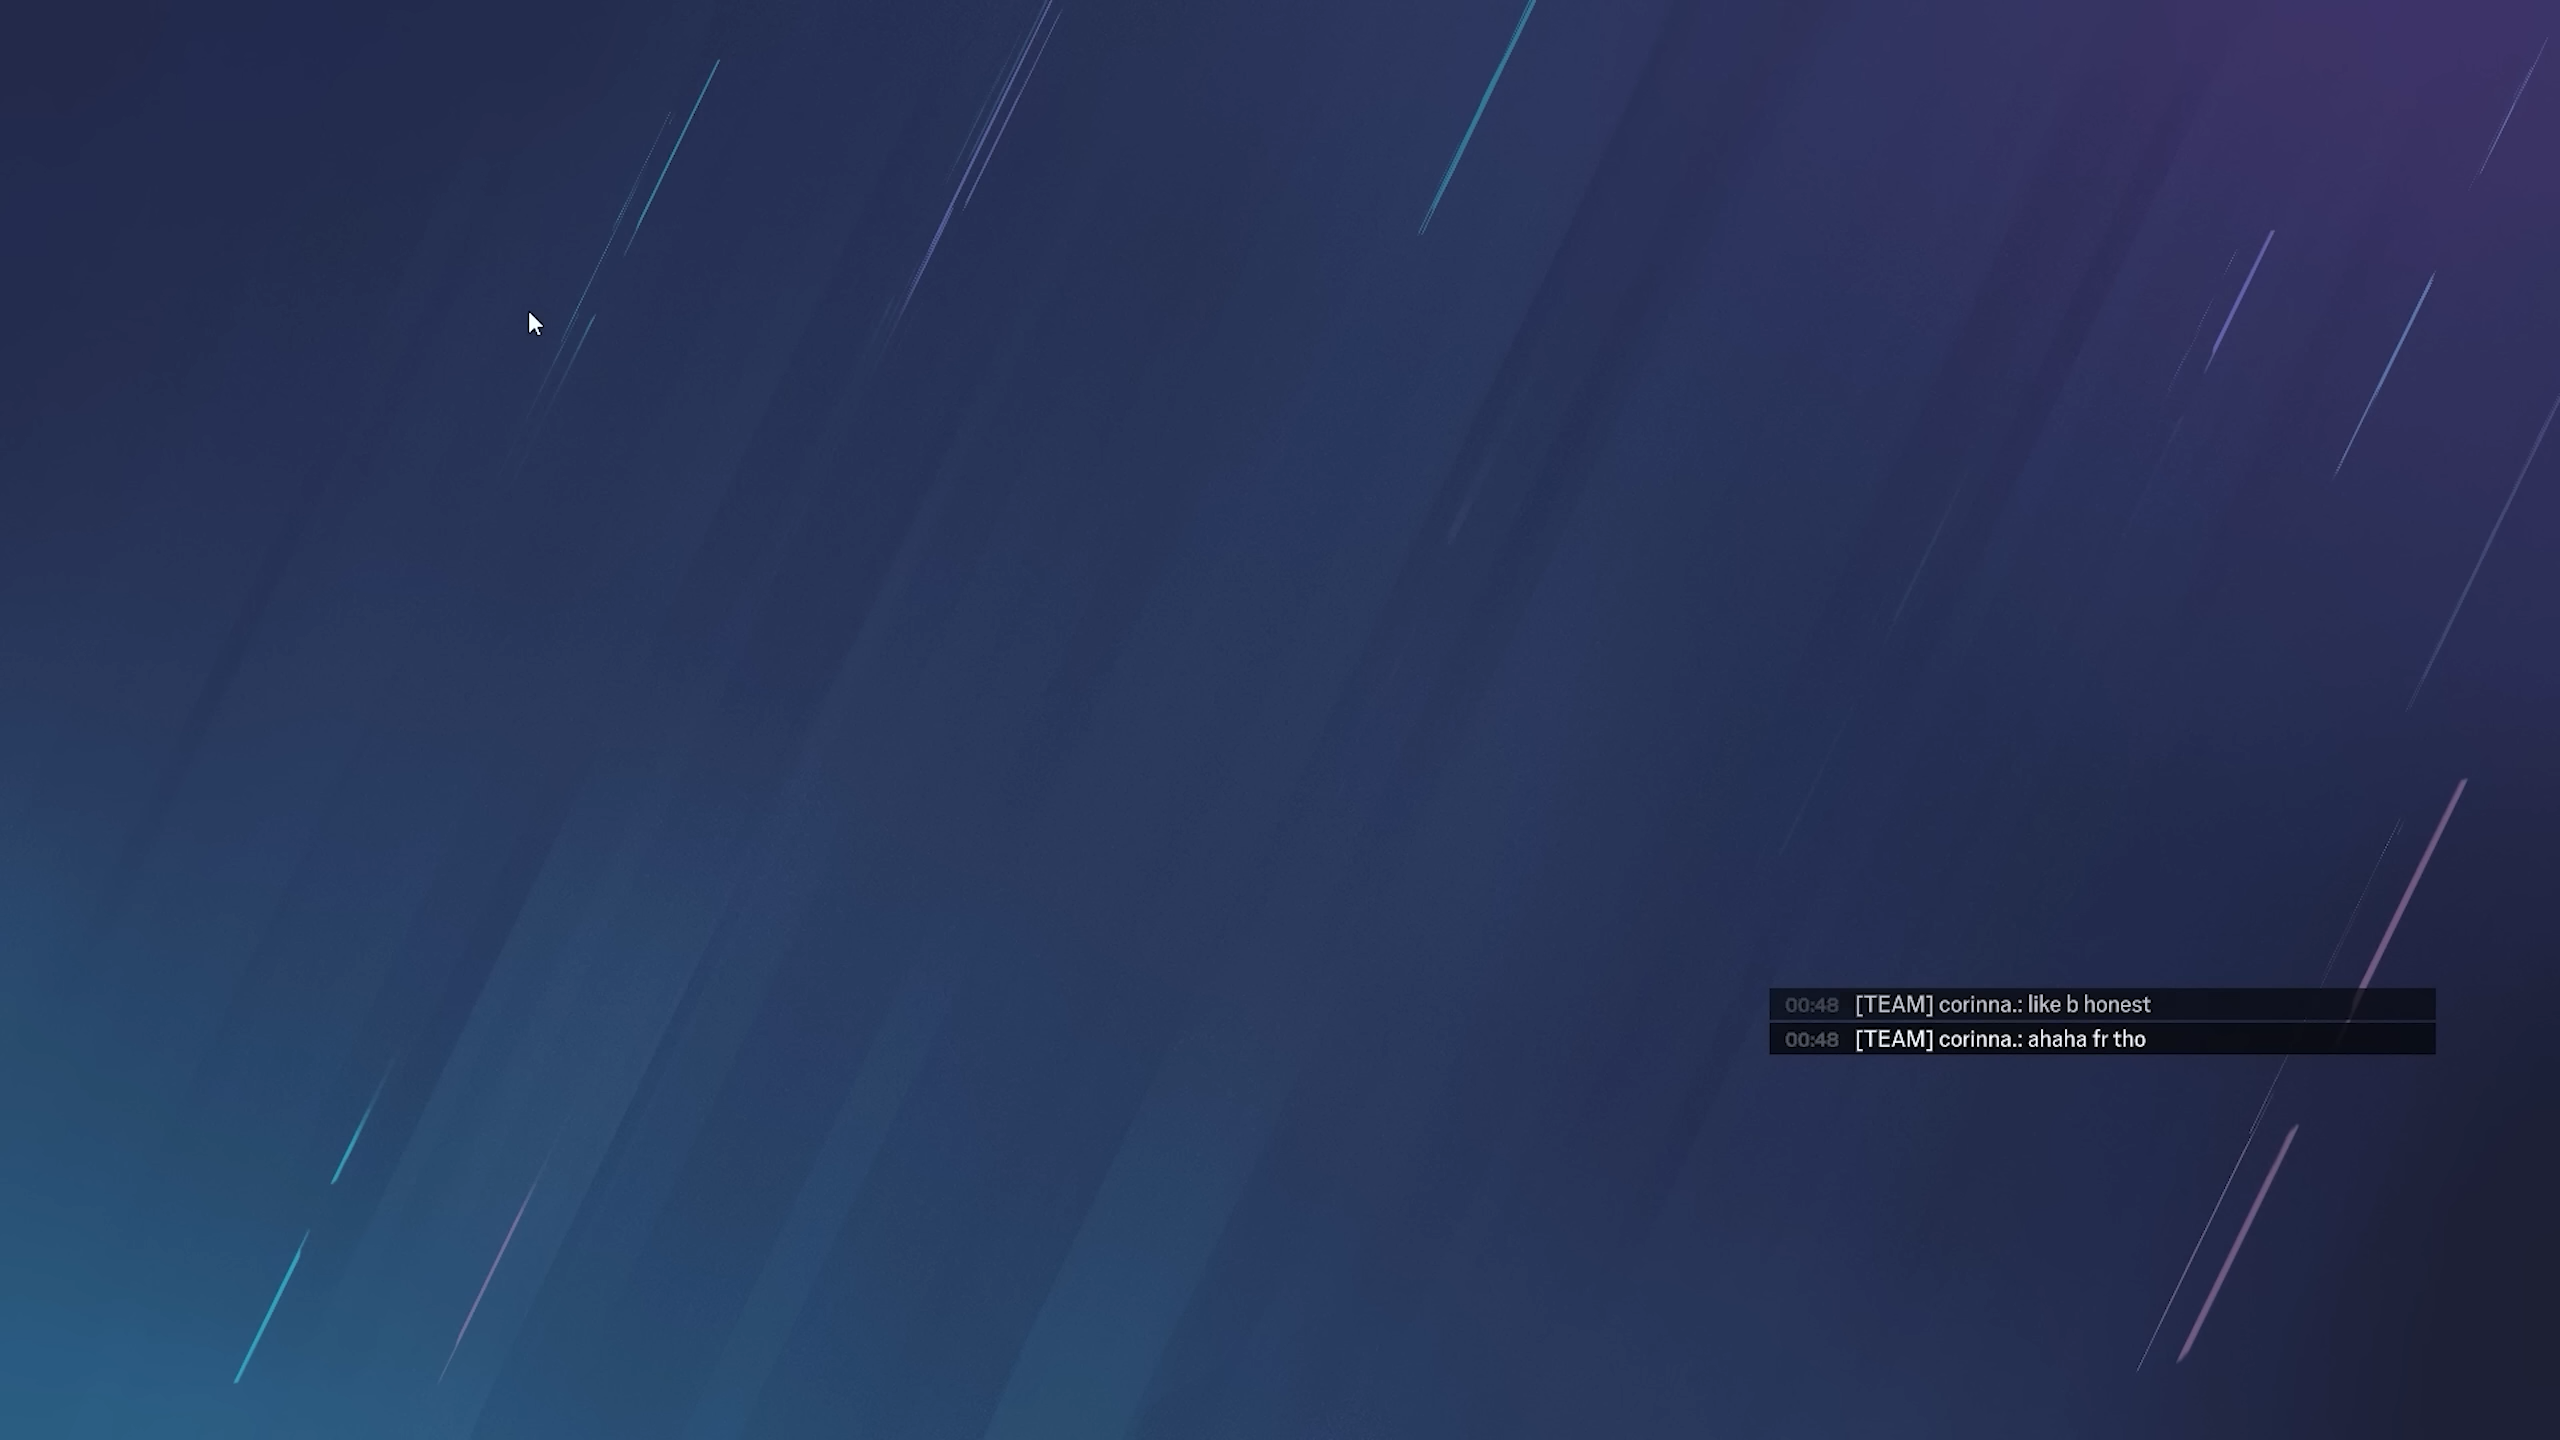 00:48 [TEAM] corinna.: like b honest
00:48 [TEAM] corinna.: ahaha fr tho